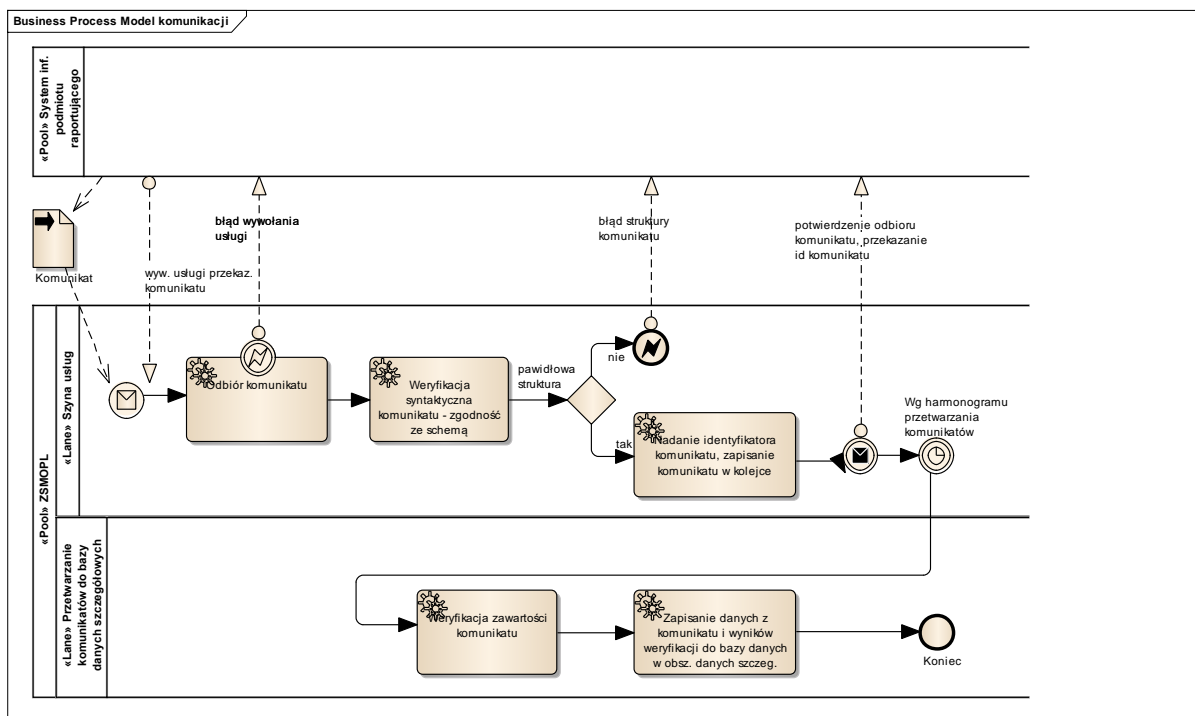 Business Process Model komunikacji
«Pool» System inf.
podmiotu
raportującego
błąd wywołania
usługi
błąd struktury
komunikatu
potwierdzenie odbioru
komunikatu, przekazanie
id komunikatu
Komunikat
wyw. usługi przekaz.
komunikatu
«Pool» ZSMOPL
«Lane» Szyna usług
Odbiór komunikatu
Weryfikacja
syntaktyczna
komunikatu - zgodność
ze schemą
pawidłowa
struktura
nie
tak
Nadanie identyfikatora
komunikatu, zapisanie
komunikatu w kolejce
Wg harmonogramu
przetwarzania
komunikatów
«Lane» Przetwarzanie
komunikatów do bazy
danych szczegółowych
Weryfikacja zawartości
komunikatu
Zapisanie danych z
komunikatu i wyników
weryfikacji do bazy danych
w obsz. danych szczeg.
Koniec